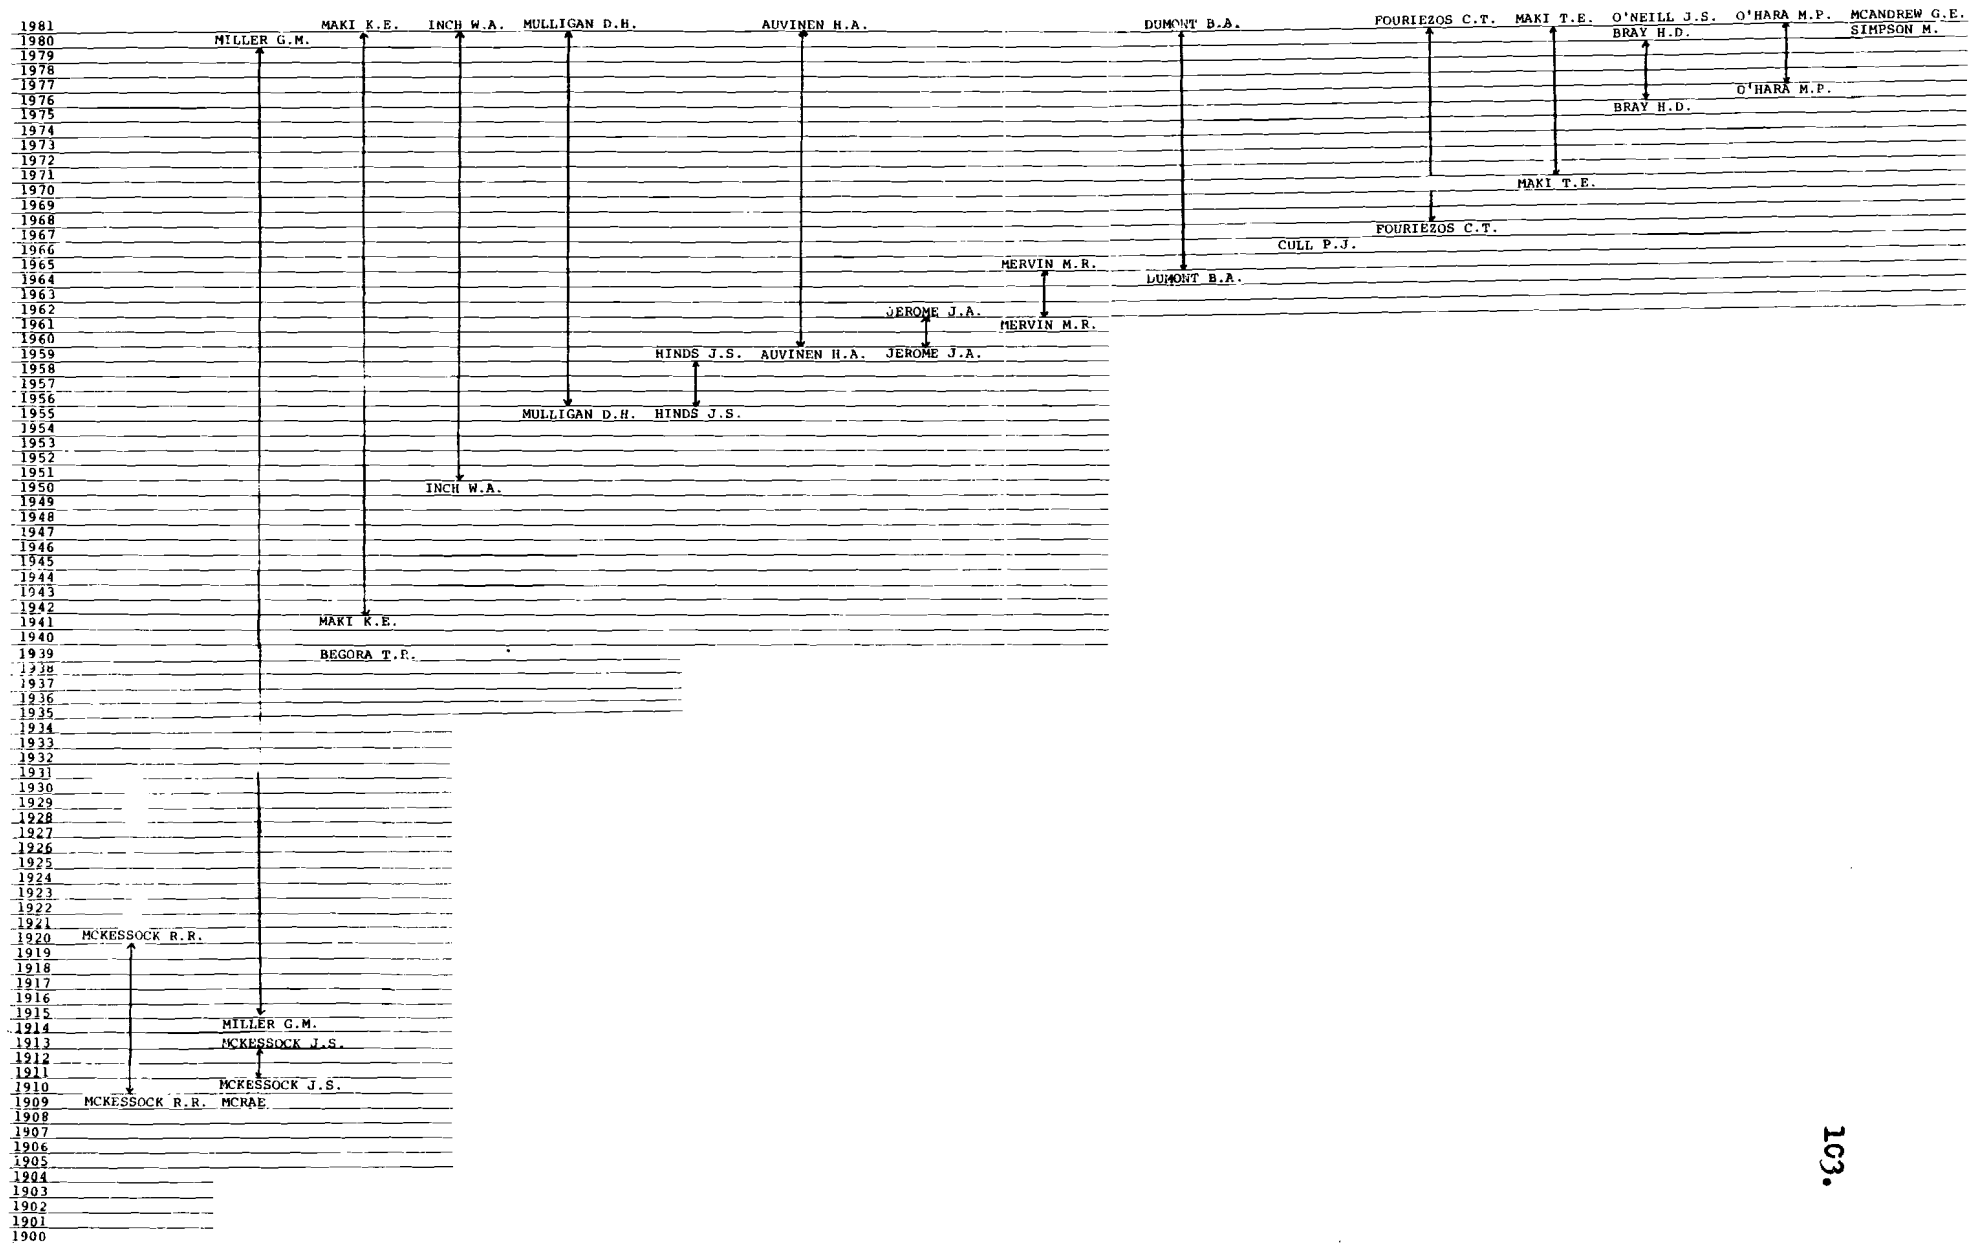 1981 MAKI K.E. INCH W.A. MULLIGAN D.H. AUVINEN H.A. DUMONT B.A. FOURIEZOS C.T. MAKI T.E. O'NEILL J.S. O'HARA M.P. MCANDREW G.E.
1980 MILLER G.M. BRAY H.D. SIMPSON M.
1979
1978
1977
1976 O'HARA M.P.
1975 BRAY H.D.
1974
1973
1972
1971
1970 MAKI T.E.
1969
1968
1967 FOURIEZOS C.T.
1966 CULL P.J.
1965 MERVIN M.R.
1964 DUMONT B.A.
1963
1962 JEROME J.A.
1961 MERVIN M.R.
1960
1959 HINDS J.S. AUVINEN H.A. JEROME J.A.
1958
1957
1956
1955 MULLIGAN D.H. HINDS J.S.
1954
1953
1952
1951
1950 INCH W.A.
1949
1948
1947
1946
1945
1944
1943
1942
1941 MAKI K.E.
1940
1939 BEGORA T.P.
1938
1937
1936
1935
1934
1933
1932
1931
1930
1929
1928
1927
1926
1925
1924
1923
1922
1921
1920 MCKESSOCK R.R.
1919
1918
1917
1916
1915
1914 MILLER G.M.
1913 MCKESSOCK J.S.
1912
1911
1910 MCKESSOCK J.S.
1909 MCKESSOCK R.R. MCRAE
1908
1907
1906
1905
1904
1903
1902
1901
1900
103.